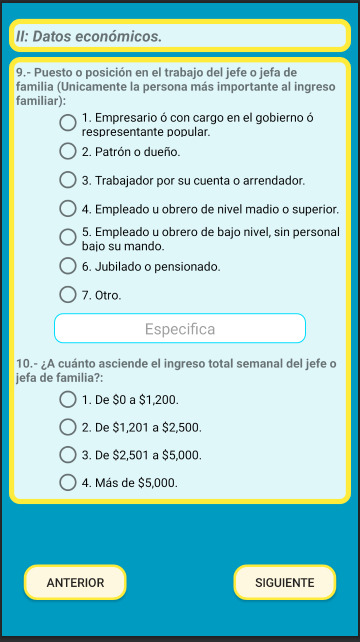 II: Datos económicos.
9.- Puesto o posición en el trabajo del jefe o jefa de
familia (Unicamente la persona más importante al ingreso
familiar):
1. Empresario ó con cargo en el gobierno ó
respresentante popular.
2. Patrón o dueño.
3. Trabajador por su cuenta o arrendador.
4. Empleado u obrero de nivel madio o superior.
5. Empleado u obrero de bajo nivel, sin personal
bajo su mando.
6. Jubilado o pensionado.
7. Otro.
Especifica
10.- ¿A cuánto asciende el ingreso total semanal del jefe o
jefa de familia?:
1. De $0 a $1,200.
2. De $1,201 a $2,500.
3. De $2,501 a $5,000.
4. Más de $5,000.
ANTERIOR
SIGUIENTE